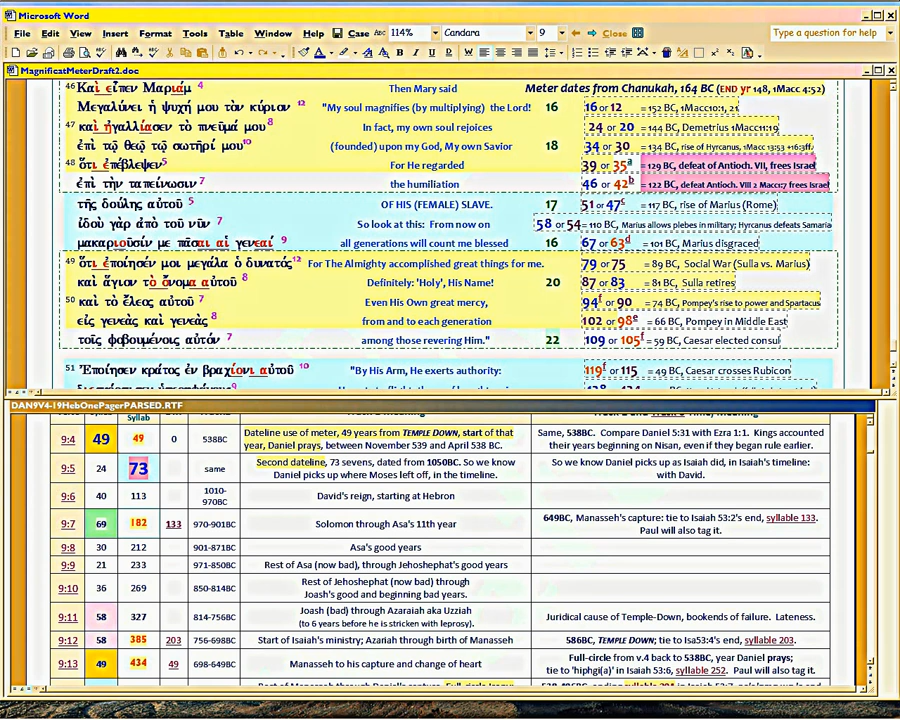 Microsoft Word
File Edit View Insert Format Tools Table Window Help Case 114% Candara 9 Close Type a question for help
MagnificatMeterDraft2.doc
46 Καὶ εἶπεν Μαριάμ 4 Then Mary said Meter dates from Chanukah, 164 BC (END yr 148, 1Macc 4:52)
Μεγαλύνει ἡ ψυχή μου τὸν κύριον 12 "My soul magnifies (by multiplying) the Lord! 16 16 or 12 = 152 BC, 1Macc10:1, 21
47 καὶ ἠγαλλίασεν τὸ πνεῦμά μου 8 In fact, my own soul rejoices 24 or 20 = 144 BC, Demetrius 1Macc11:19
ἐπὶ τῷ θεῷ τῷ σωτῆρί μου 10 (founded) upon my God, My own Savior 18 34 or 30 = 134 BC, rise of Hyrcanus, 1Macc 13:53 +16:3ff
48 ὅτι ἐπέβλεψεν 5 For He regarded 39 or 35a = 129 BC, defeat of Antioch. VII, frees Israel
ἐπὶ τὴν ταπείνωσιν 7 the humiliation 46 or 42b = 122 BC, defeat Antioch. VIII 2 Macc1:7 frees Israel
τῆς δούλης αὐτοῦ 5 OF HIS (FEMALE) SLAVE. 17 51 or 47c = 117 BC, rise of Marius (Rome)
ἰδοὺ γὰρ ἀπὸ τοῦ νῦν 7 So look at this: From now on 58 or 54 = 110 BC, Marius allows plebes in military; Hyrcanus defeats Samaria
μακαριοῦσίν με πᾶσαι αἱ γενεαί 9 all generations will count me blessed 16 67 or 63d = 101 BC, Marius disgraced
49 ὅτι ἐποίησέν μοι μεγάλα ὁ δυνατός 12 For The Almighty accomplished great things for me. 79 or 75 = 89 BC, Social War (Sulla vs. Marius)
καὶ ἅγιον τὸ ὄνομα αὐτοῦ 8 Definitely: 'Holy', His Name! 20 87 or 83 = 81 BC, Sulla retires
50 καὶ τὸ ἔλεος αὐτοῦ 7 Even His Own great mercy, 94f or 90 = 74 BC, Pompey's rise to power and Spartacus
εἰς γενεὰς καὶ γενεὰς 8 from and to each generation 102 or 98e = 66 BC, Pompey in Middle East
τοῖς φοβουμένοις αὐτόν 7 among those revering Him." 22 109 or 105f = 59 BC, Caesar elected consul
51 Ἐποίησεν κράτος ἐν βραχίονι αὐτοῦ 10 "By His Arm, He exerts authority: 119f or 115 = 49 BC, Caesar crosses Rubicon
DAN9V4-19HebOnePagerPARSED.RTF
Syllab
9:4 49 49 0 538BC Dateline use of meter, 49 years from TEMPLE DOWN, start of that year, Daniel prays, between November 539 and April 538 BC. Same, 538BC. Compare Daniel 5:31 with Ezra 1:1. Kings accounted their years beginning on Nisan, even if they began rule earlier.
9:5 24 73 same Second dateline, 73 sevens, dated from 1050BC. So we know Daniel picks up where Moses left off, in the timeline. So we know Daniel picks up as Isaiah did, in Isaiah's timeline: with David.
9:6 40 113 1010-970BC David's reign, starting at Hebron
9:7 69 182 133 970-901BC Solomon through Asa's 11th year 649BC, Manasseh's capture: tie to Isaiah 53:2's end, syllable 133. Paul will also tag it.
9:8 30 212 901-871BC Asa's good years
9:9 21 233 971-850BC Rest of Asa (now bad), through Jehoshephat's good years
9:10 36 269 850-814BC Rest of Jehoshephat (now bad) through Joash's good and beginning bad years.
9:11 58 327 814-756BC Joash (bad) through Azaraiah aka Uzziah (to 6 years before he is stricken with leprosy). Juridical cause of Temple-Down, bookends of failure. Lateness.
9:12 58 385 203 756-698BC Start of Isaiah's ministry; Azariah through birth of Manasseh 586BC, TEMPLE DOWN; tie to Isa53:4's end, syllable 203.
9:13 49 434 49 698-649BC Manasseh to his capture and change of heart Full-circle from v.4 back to 538BC, year Daniel prays; tie to 'hiphgi(a)' in Isaiah 53:6, syllable 252. Paul will also tag it.